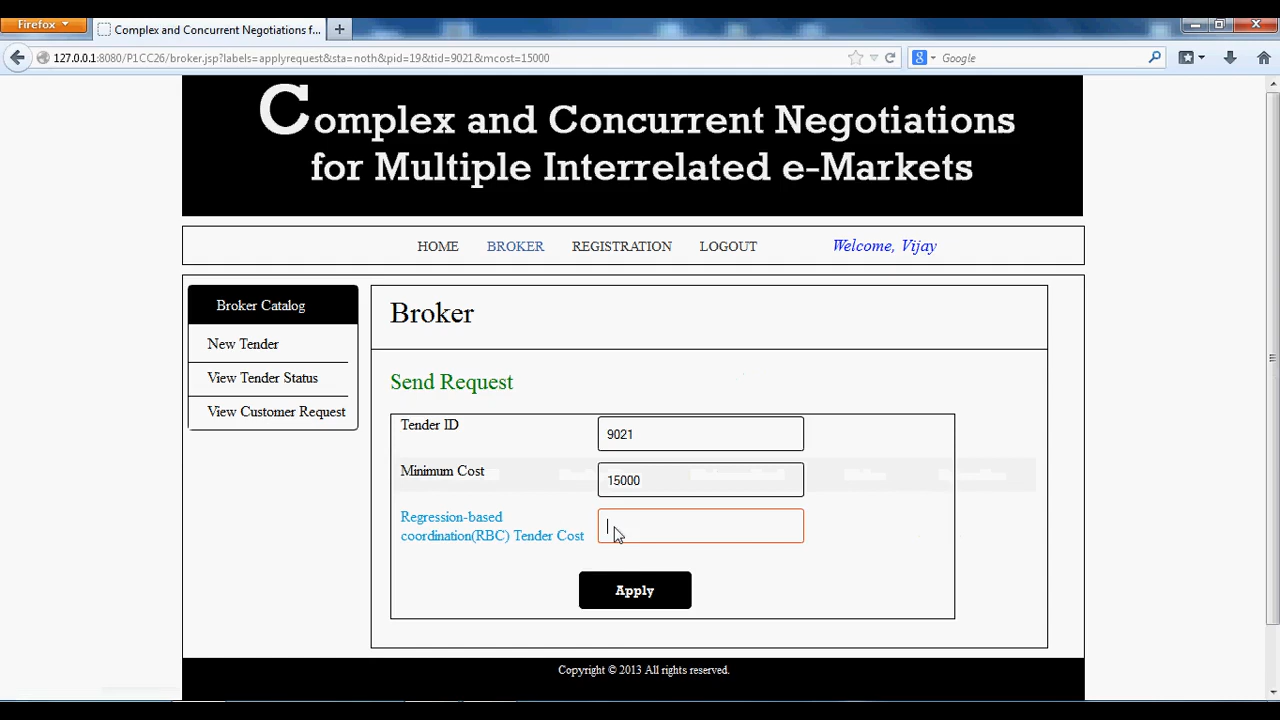 Firefox
Complex and Concurrent Negotiations f...
127.0.0.1:8080/P1CC26/broker.jsp?labels=applyrequest&sta=noth&pid=19&tid=9021&mcost=15000
Google
Complex and Concurrent Negotiations
for Multiple Interrelated e-Markets
HOME BROKER REGISTRATION LOGOUT Welcome, Vijay
Broker Catalog
New Tender
View Tender Status
View Customer Request
Broker
Send Request
Tender ID 9021
Minimum Cost 15000
Regression-based
coordination(RBC) Tender Cost
Apply
Copyright © 2013 All rights reserved.